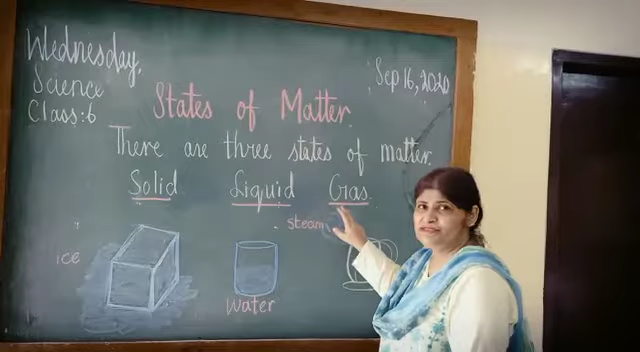 Wednesday,
Sep 16, 2020
Science
Class:6
States of Matter
There are three states of matter.
Solid Liquid Gas
steam
ice
water